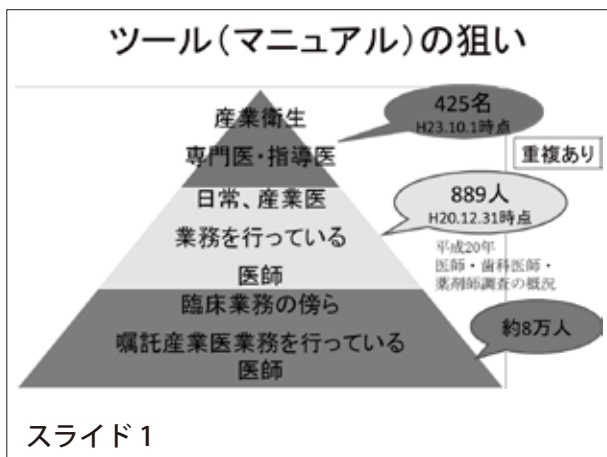 ツール(マニュアル)の狙い
産業衛生
専門医・指導医
425名
H23.10.1時点
重複あり
日常、産業医
業務を行っている
医師
889人
H20.12.31時点
平成20年
医師・歯科医師・
薬剤師調査の概況
臨床業務の傍ら
嘱託産業医業務を行っている
医師
約8万人
スライド 1